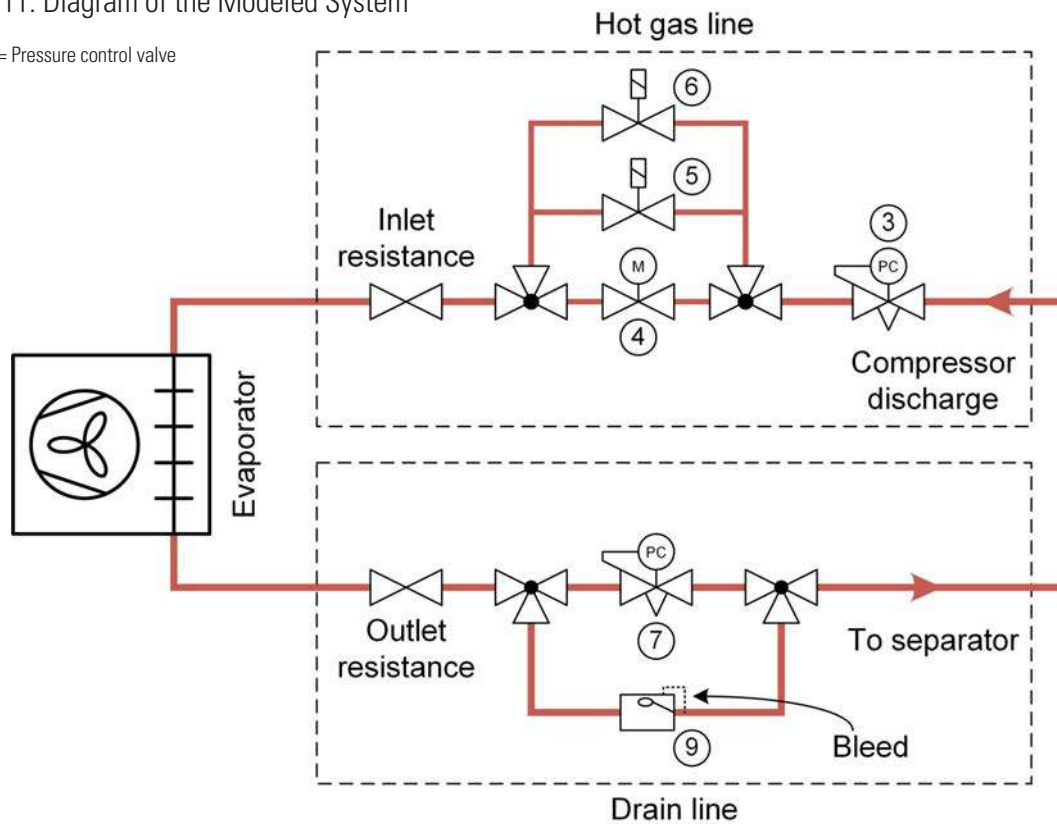 11. Diagram of the Modeled System
= Pressure control valve
Hot gas line
6
5
Inlet
resistance
3
M
PC
4
Compressor
discharge
Evaporator
PC
Outlet
resistance
7
To separator
9
Bleed
Drain line